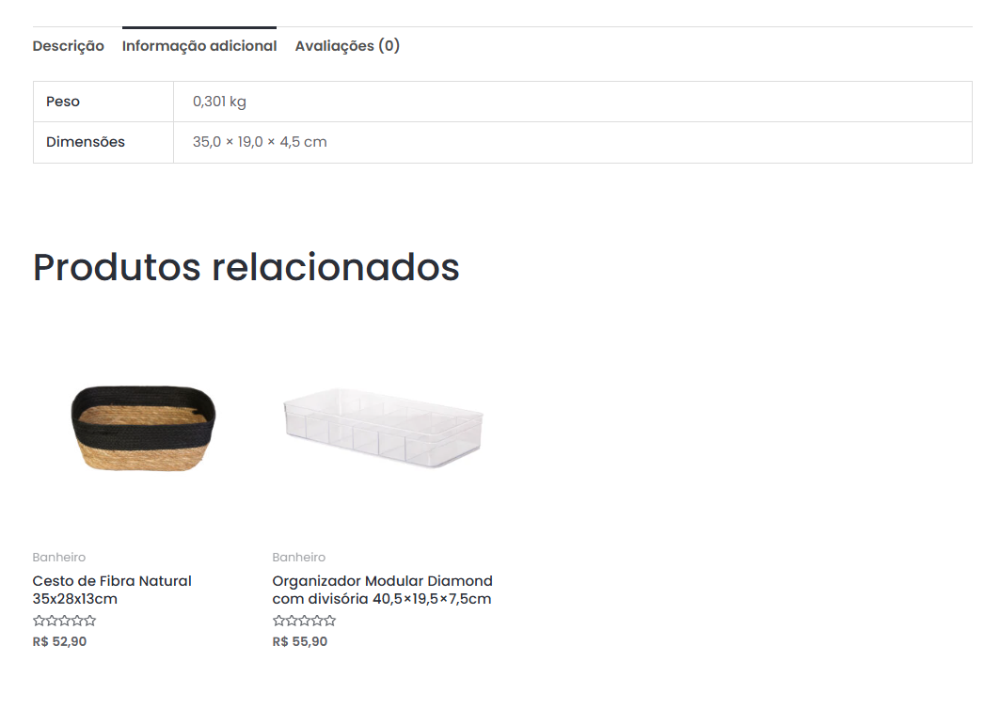 Descrição Informação adicional Avaliações (0)
Peso 0,301 kg
Dimensões 35,0 × 19,0 × 4,5 cm
Produtos relacionados
Banheiro
Cesto de Fibra Natural
35x28x13cm
R$ 52,90
Banheiro
Organizador Modular Diamond
com divisória 40,5×19,5×7,5cm
R$ 55,90